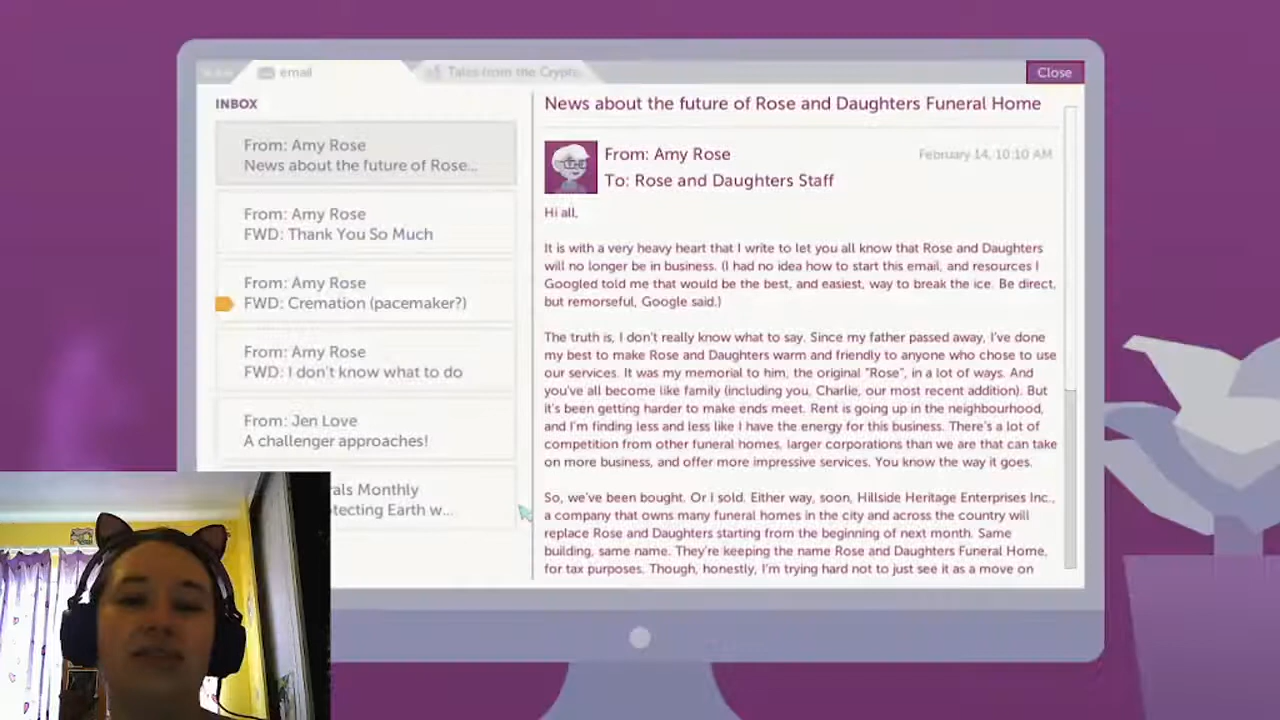 email
Tales from the Crypt
Close
INBOX
From: Amy Rose
News about the future of Rose...
From: Amy Rose
FWD: Thank You So Much
From: Amy Rose
FWD: Cremation (pacemaker?)
From: Amy Rose
FWD: I don't know what to do
From: Jen Love
A challenger approaches!
rals Monthly
tecting Earth w...
News about the future of Rose and Daughters Funeral Home
From: Amy Rose
February 14, 10:10 AM
To: Rose and Daughters Staff
Hi all,
It is with a very heavy heart that I write to let you all know that Rose and Daughters
will no longer be in business. (I had no idea how to start this email, and resources I
Googled told me that would be the best, and easiest, way to break the ice. Be direct,
but remorseful, Google said.)
The truth is, I don't really know what to say. Since my father passed away, I've done
my best to make Rose and Daughters warm and friendly to anyone who chose to use
our services. It was my memorial to him, the original "Rose", in a lot of ways. And
you've all become like family (including you, Charlie, our most recent addition). But
it's been getting harder to make ends meet. Rent is going up in the neighbourhood,
and I'm finding less and less like I have the energy for this business. There's a lot of
competition from other funeral homes, larger corporations than we are that can take
on more business, and offer more impressive services. You know the way it goes.
So, we've been bought. Or I sold. Either way, soon, Hillside Heritage Enterprises Inc.,
a company that owns many funeral homes in the city and across the country will
replace Rose and Daughters starting from the beginning of next month. Same
building, same name. They're keeping the name Rose and Daughters Funeral Home,
for tax purposes. Though, honestly, I'm trying hard not to just see it as a move on